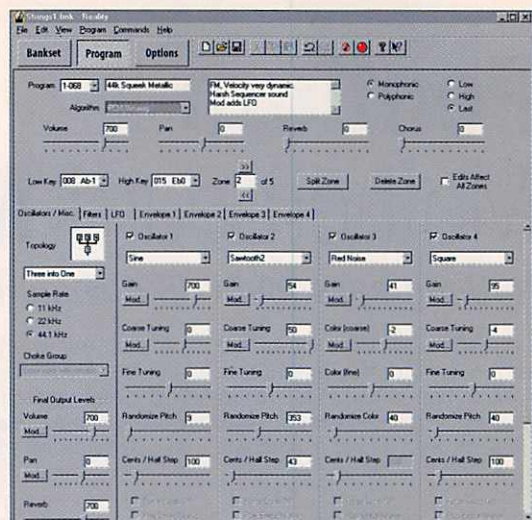 Strings1.bnk - Reality
File Edit View Program Commands Help
Bankset Program Options
Program 1-068 44k Squeek Metallic
FM, Velocity very dynamic.
Harsh Sequencer sound
Mod adds LFO
Monophonic
Polyphonic
Low
High
Last
Algorithm
Volume 700 Pan 0 Reverb 0 Chorus 0
Low Key 008 Ab-1 High Key 015 Eb0 Zone 2 of 5 Split Zone Delete Zone Edits Affect All Zones
>>
<<
Oscillators / Misc. Filters LFO Envelope 1 Envelope 2 Envelope 3 Envelope 4
Topology
Three into One
Sample Rate
11 kHz
22 kHz
44.1 kHz
Choke Group
Final Output Levels
Volume 700
Mod...
Pan 0
Mod...
Reverb 700
Oscillator 1
Sine
Gain 700
Mod...
Coarse Tuning 0
Mod...
Fine Tuning 0
Randomize Pitch 9
Cents / Half Step 100
Oscillator 2
Sawtooth2
Gain 54
Mod...
Coarse Tuning 50
Mod...
Fine Tuning 0
Randomize Pitch 353
Cents / Half Step 43
Oscillator 3
Red Noise
Gain 41
Mod...
Color (coarse) -2
Mod...
Color (fine) 0
Randomize Color 40
Cents / Half Step
Oscillator 4
Square
Gain 95
Mod...
Coarse Tuning -4
Mod...
Fine Tuning 0
Randomize Pitch 40
Cents / Half Step 100